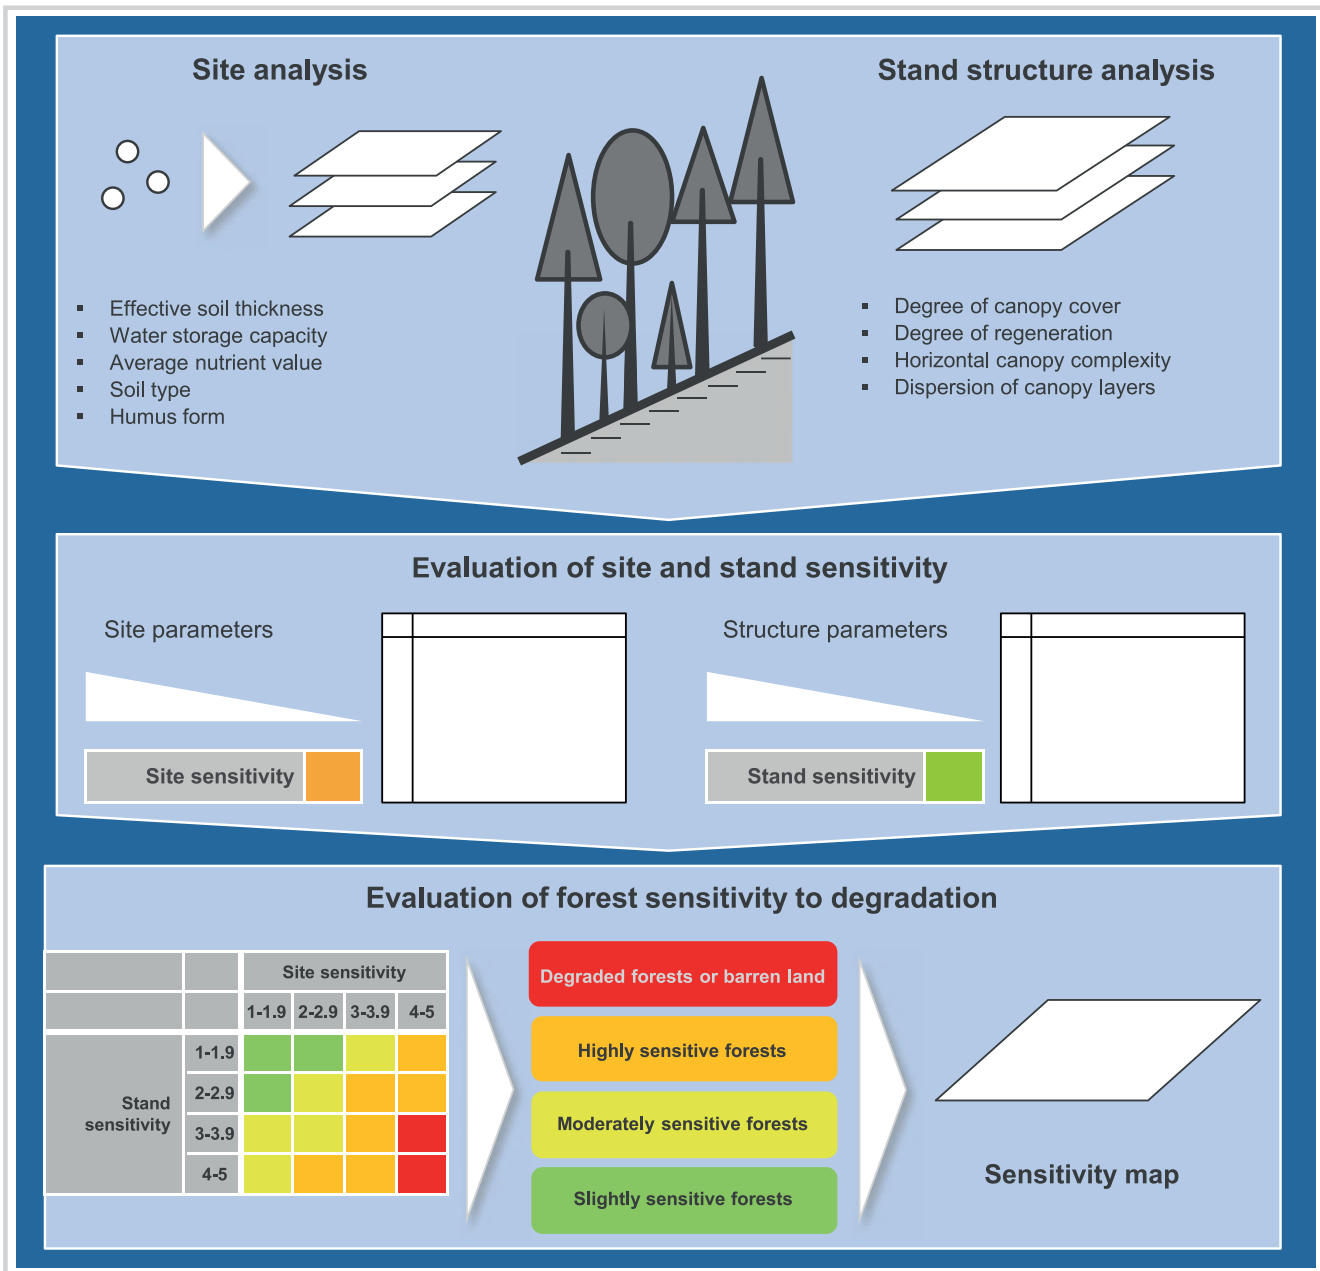 Site analysis
Effective soil thickness
Water storage capacity
Average nutrient value
Soil type
Humus form
Stand structure analysis
Degree of canopy cover
Degree of regeneration
Horizontal canopy complexity
Dispersion of canopy layers
Evaluation of site and stand sensitivity
Site parameters
Site sensitivity
Structure parameters
Stand sensitivity
Evaluation of forest sensitivity to degradation
Site sensitivity
1-1.9 2-2.9 3-3.9 4-5
Stand
sensitivity
1-1.9
2-2.9
3-3.9
4-5
Degraded forests or barren land
Highly sensitive forests
Moderately sensitive forests
Slightly sensitive forests
Sensitivity map